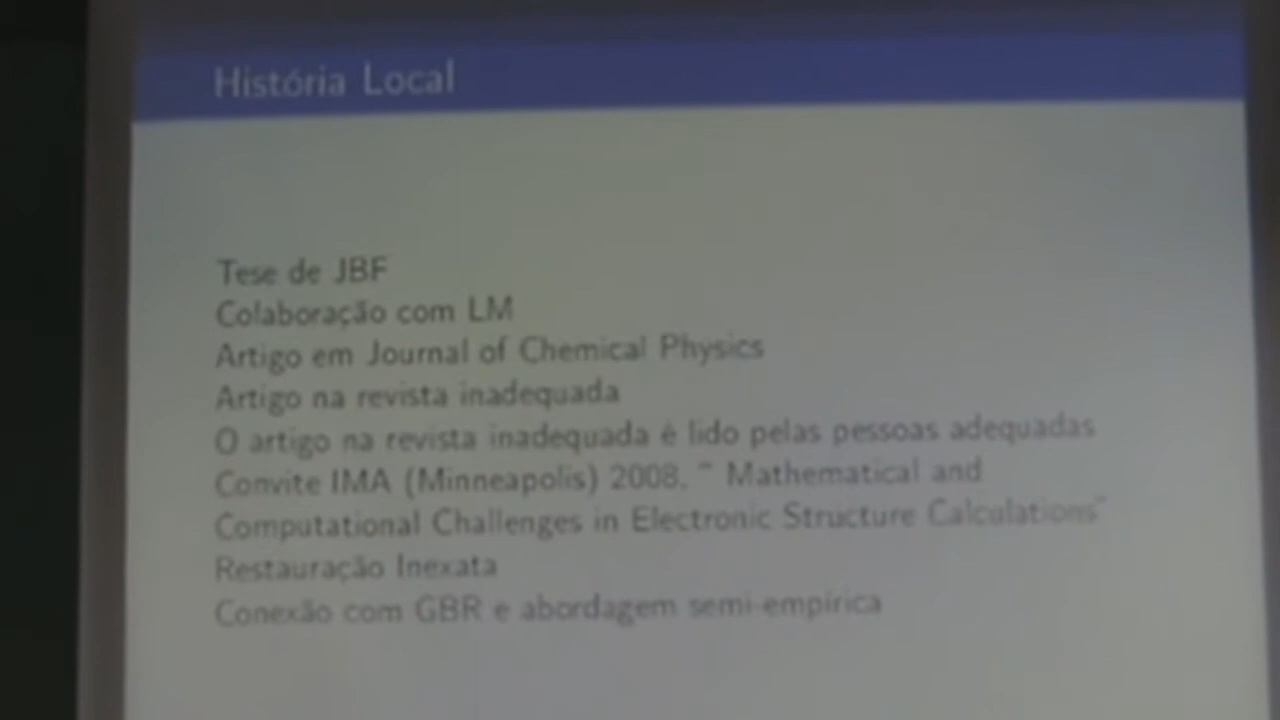 História Local
Tese de JBF
Colaboração com LM
Artigo em Journal of Chemical Physics
Artigo na revista inadequada
O artigo na revista inadequada é lido pelas pessoas adequadas
Convite IMA (Minneapolis) 2008, " Mathematical and
Computational Challenges in Electronic Structure Calculations"
Restauração Inexata
Conexão com GBR e abordagem semi-empírica